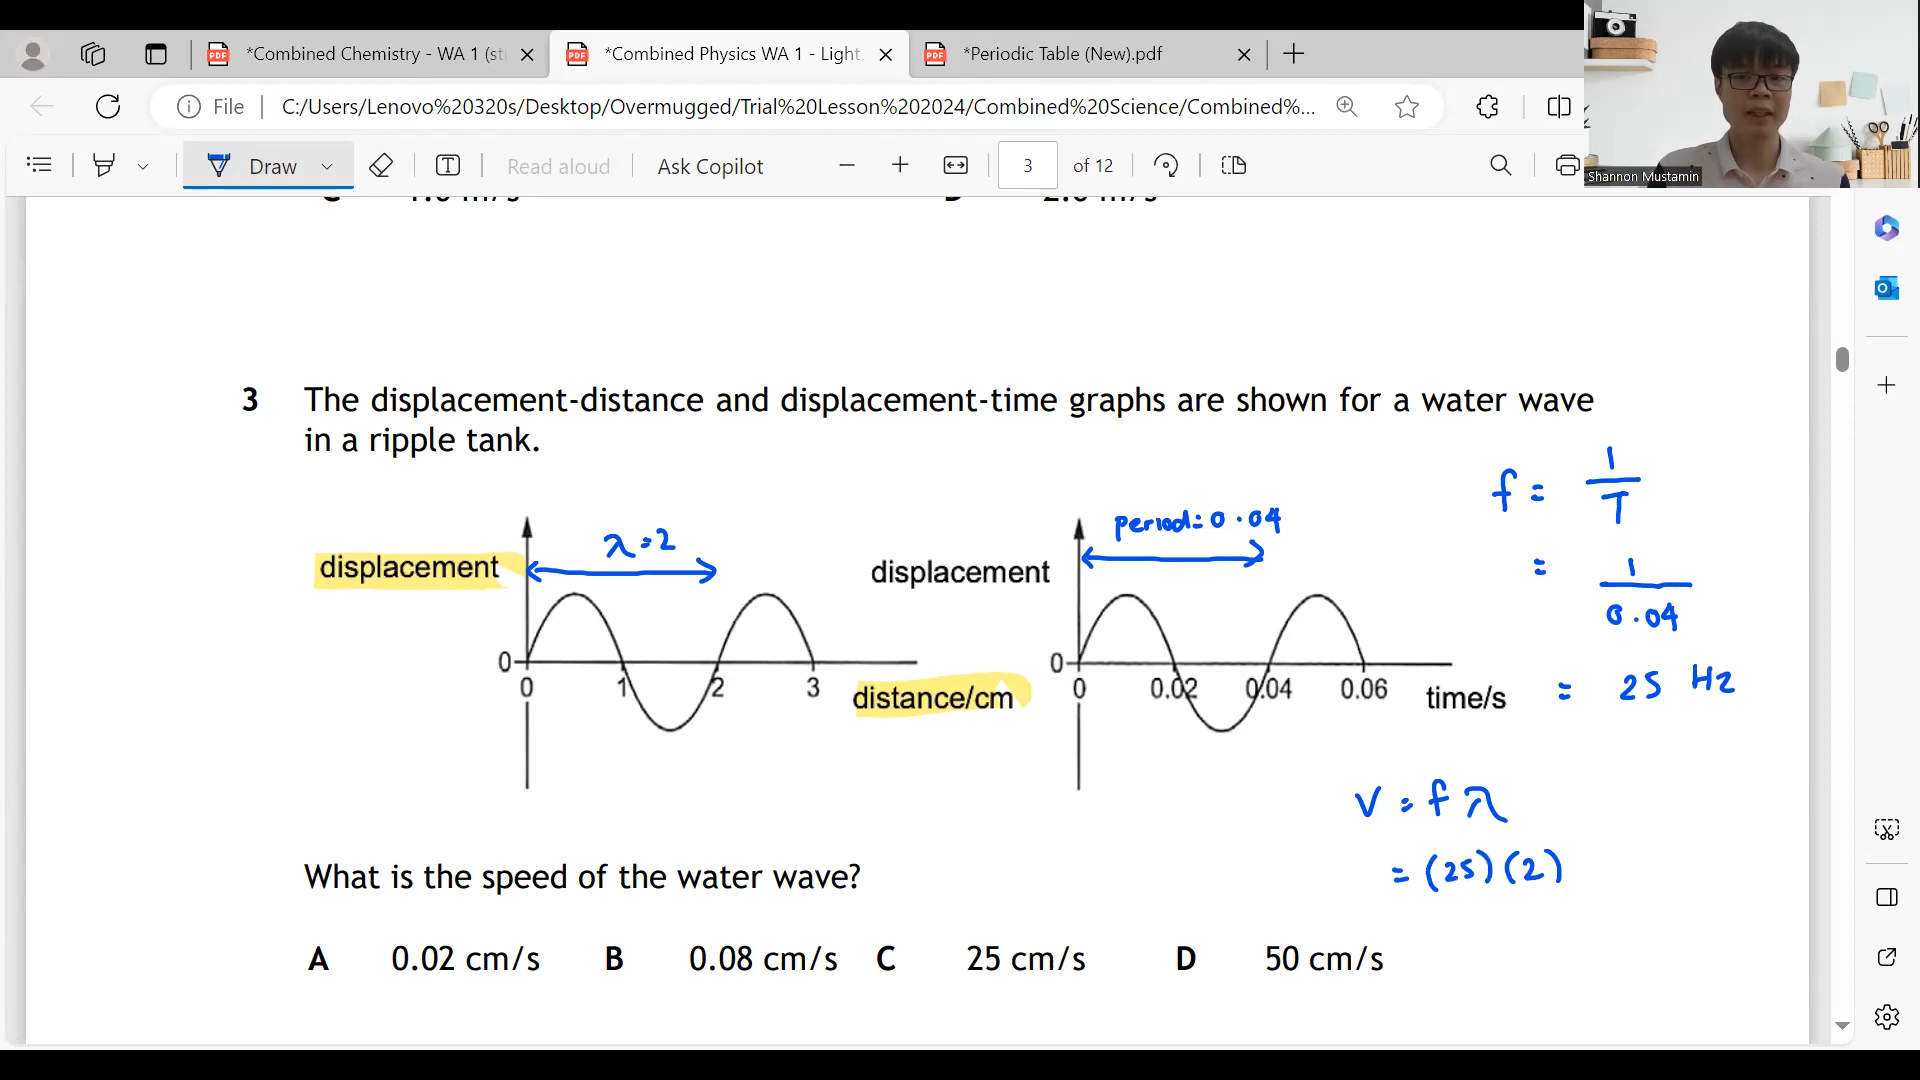 *Combined Chemistry - WA 1 (st
*Combined Physics WA 1 - Light
*Periodic Table (New).pdf
File
C:/Users/Lenovo%20320s/Desktop/Overmugged/Trial%20Lesson%202024/Combined%20Science/Combined%...
Draw
Read aloud
Ask Copilot
3
of 12
Shannon Mustamin
3 The displacement-distance and displacement-time graphs are shown for a water wave
in a ripple tank.
displacement
λ=2
0
0 1 2 3
distance/cm
displacement
period=0.04
0
0 0.02 0.04 0.06
time/s
f = 1/T
= 1/0.04
= 25 Hz
v = fλ
= (25)(2)
What is the speed of the water wave?
A 0.02 cm/s B 0.08 cm/s C 25 cm/s D 50 cm/s